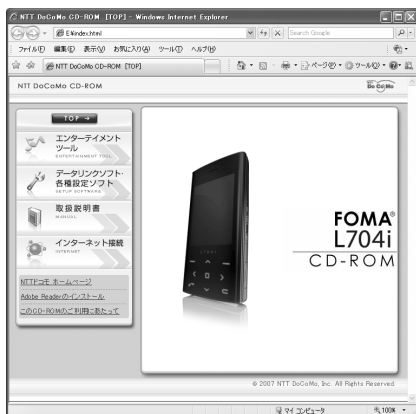 NTT DoCoMo CD-ROM [TOP] - Windows Internet Explorer
E:¥index.html
Search Google
ファイル(F) 編集(E) 表示(V) お気に入り(A) ツール(T) ヘルプ(H)
NTT DoCoMo CD-ROM [TOP]
ページ(P) ツール(O)
NTT DoCoMo CD-ROM
DoCoMo
TOP →
エンターテイメント
ツール
ENTERTAINMENT TOOL
データリンクソフト・
各種設定ソフト
SETUP SOFTWARE
取扱説明書
MANUAL
インターネット接続
INTERNET
NTTドコモ ホームページ
Adobe Readerのインストール
このCD-ROMのご利用にあたって
L704i
FOMA®
L704i
CD-ROM
© 2007 NTT DoCoMo, Inc. All Rights Reserved.
マイ コンピュータ
100%